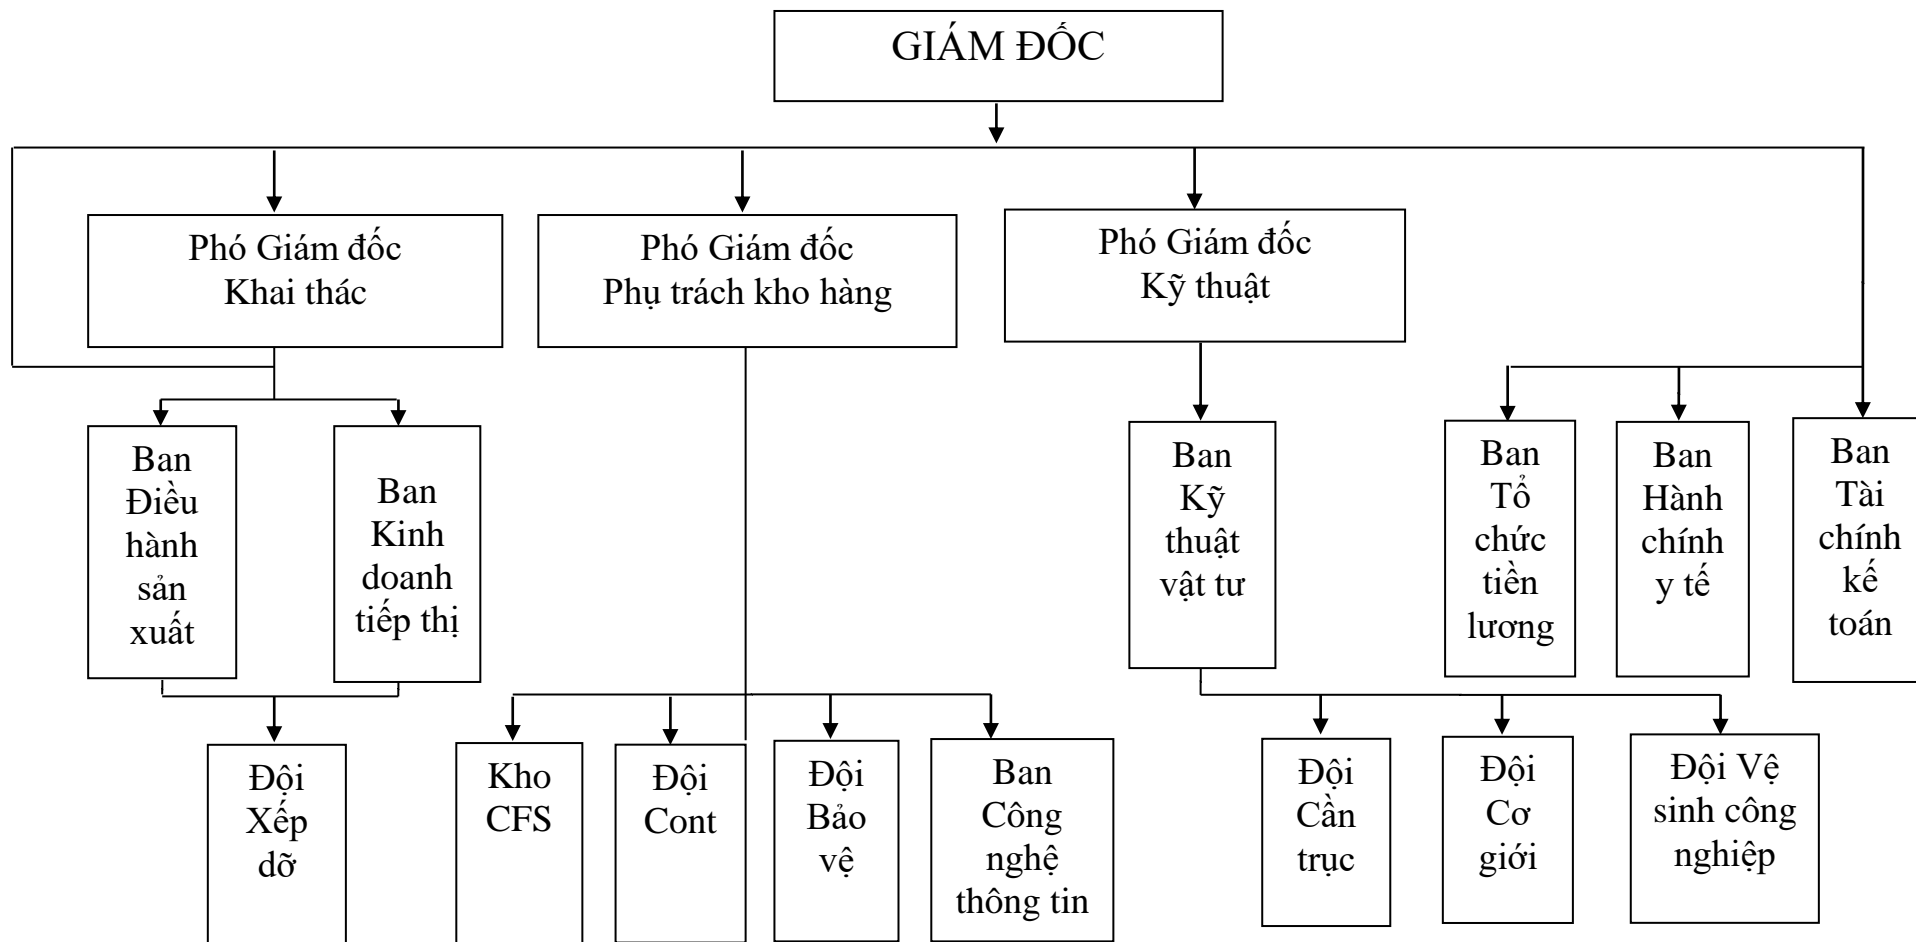 GIÁM ĐỐC
Phó Giám đốc
Khai thác
Phó Giám đốc
Phụ trách kho hàng
Phó Giám đốc
Kỹ thuật
Ban
Điều
hành
sản
xuất
Ban
Kinh
doanh
tiếp thị
Ban
Kỹ
thuật
vật tư
Ban
Tổ
chức
tiền
lương
Ban
Hành
chính
y tế
Ban
Tài
chính
kế
toán
Đội
Xếp
dỡ
Kho
CFS
Đội
Cont
Đội
Bảo
vệ
Ban
Công
nghệ
thông tin
Đội
Cần
trục
Đội
Cơ
giới
Đội Vệ
sinh công
nghiệp